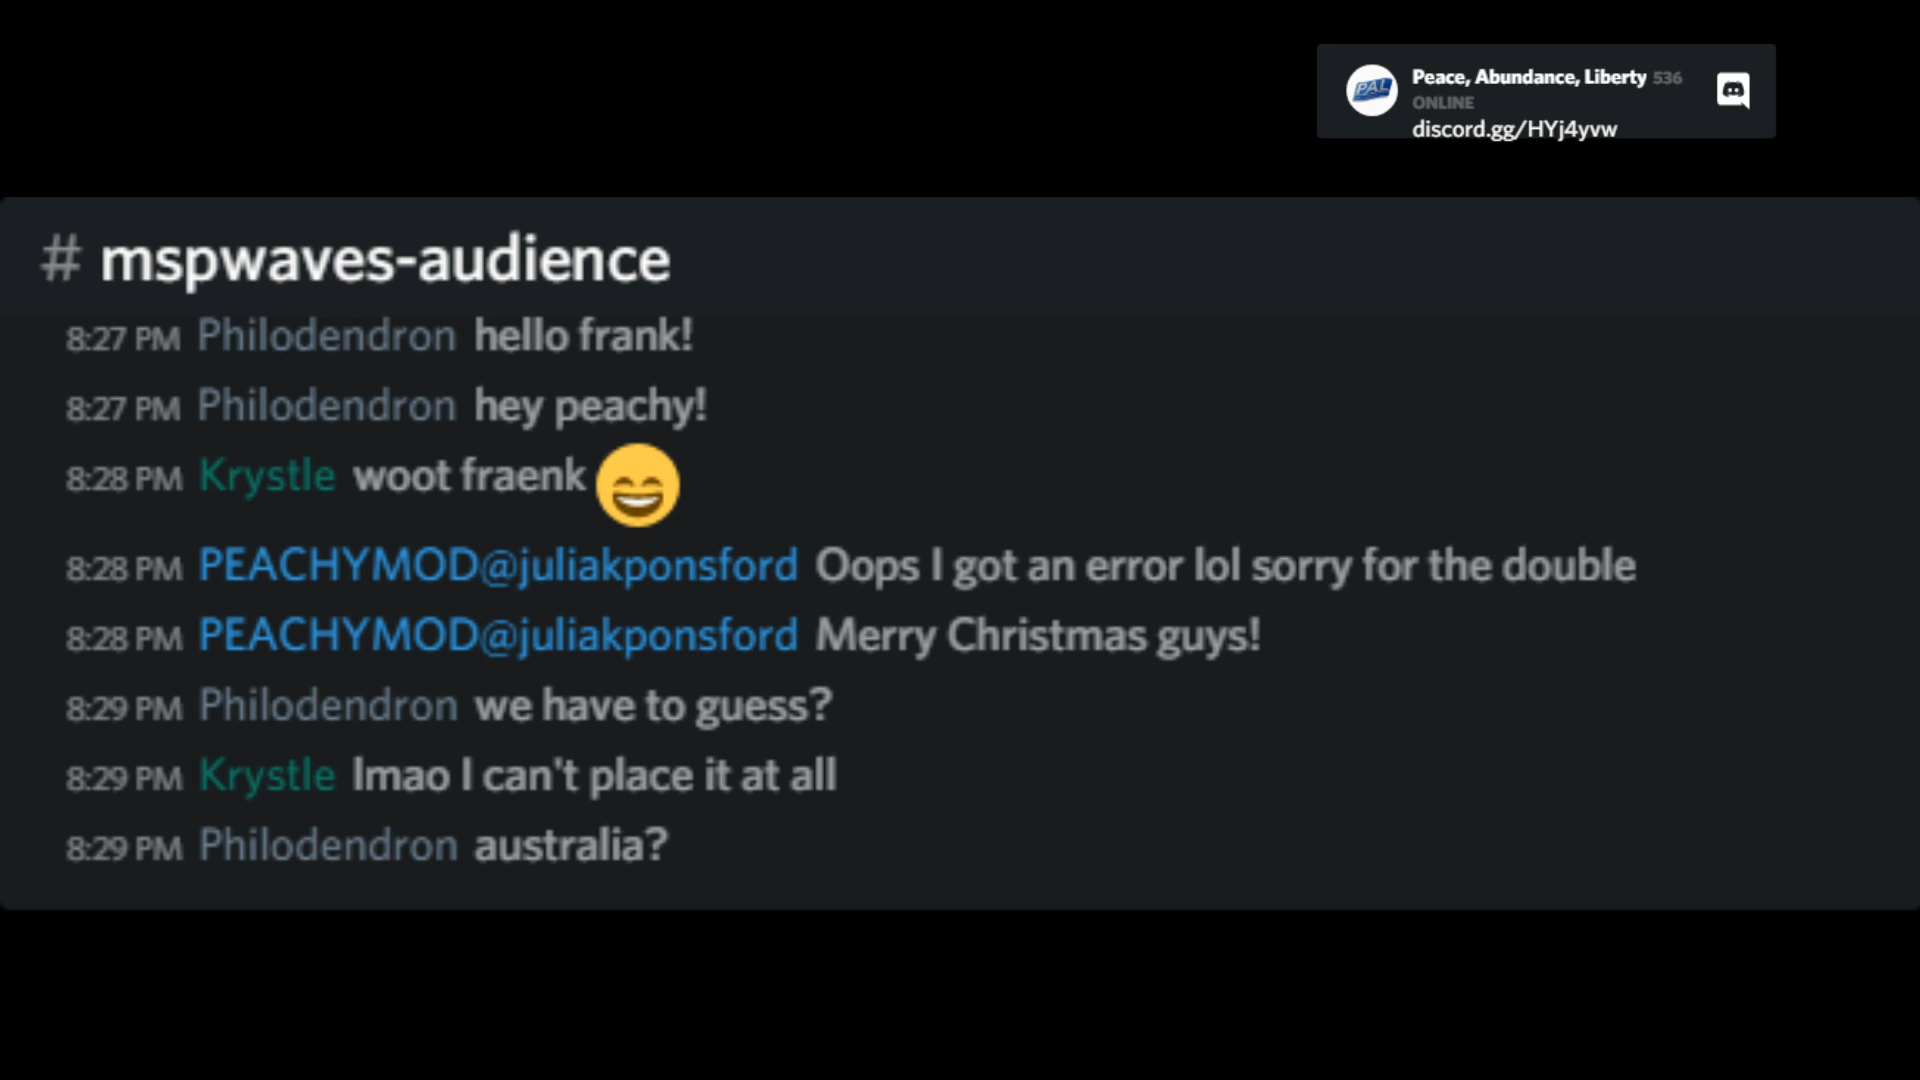 PAL
Peace, Abundance, Liberty 536
ONLINE
discord.gg/HYj4yvw
# mspwaves-audience
8:27 PM Philodendron hello frank!
8:27 PM Philodendron hey peachy!
8:28 PM Krystle woot fraenk 😄
8:28 PM PEACHYMOD@juliakponsford Oops I got an error lol sorry for the double
8:28 PM PEACHYMOD@juliakponsford Merry Christmas guys!
8:29 PM Philodendron we have to guess?
8:29 PM Krystle lmao I can't place it at all
8:29 PM Philodendron australia?